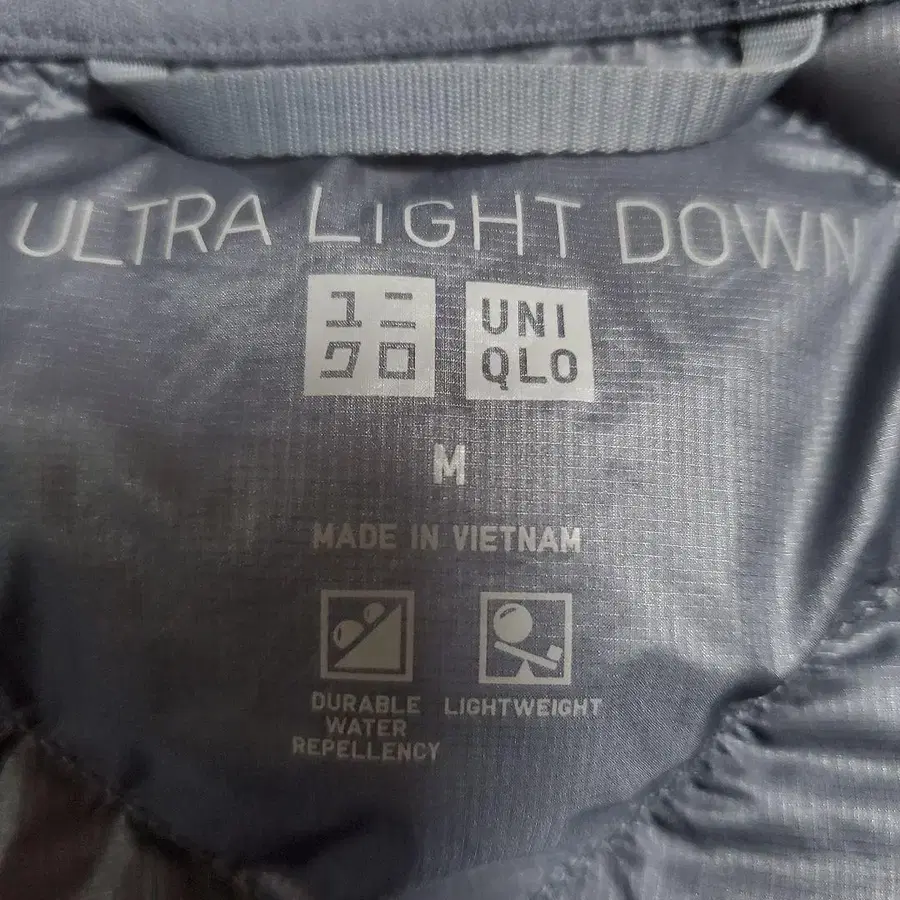 ULTRA LIGHT DOWN
ユニ
クロ
UNI
QLO
M
MADE IN VIETNAM
DURABLE
WATER
REPELLENCY
LIGHTWEIGHT